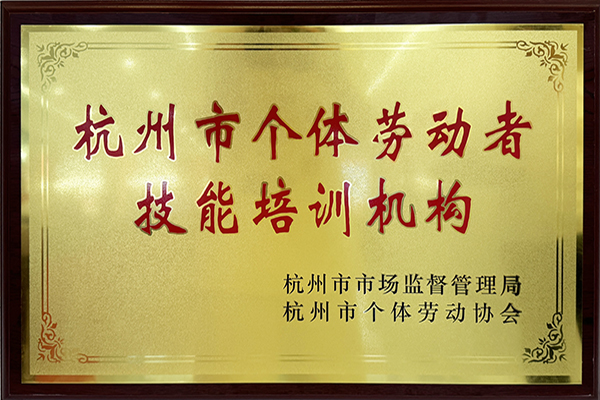 杭州市个体劳动者
技能培训机构
杭州市市场监督管理局
杭州市个体劳动协会